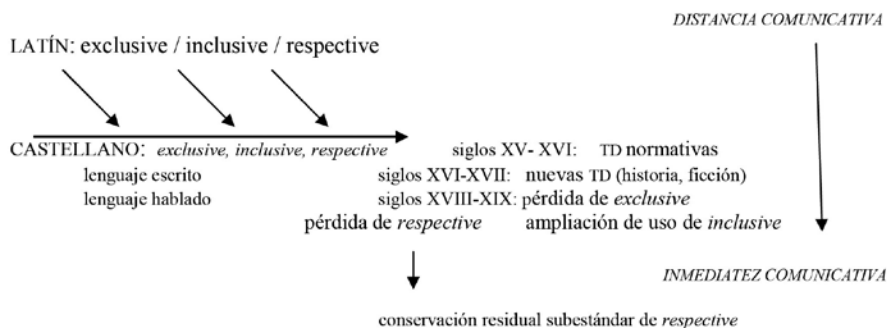 DISTANCIA COMUNICATIVA
LATÍN: exclusive / inclusive / respective
CASTELLANO: exclusive, inclusive, respective siglos XV- XVI: TD normativas
lenguaje escrito siglos XVI-XVII: nuevas TD (historia, ficción)
lenguaje hablado siglos XVIII-XIX: pérdida de exclusive
pérdida de respective ampliación de uso de inclusive
INMEDIATEZ COMUNICATIVA
conservación residual subestándar de respective